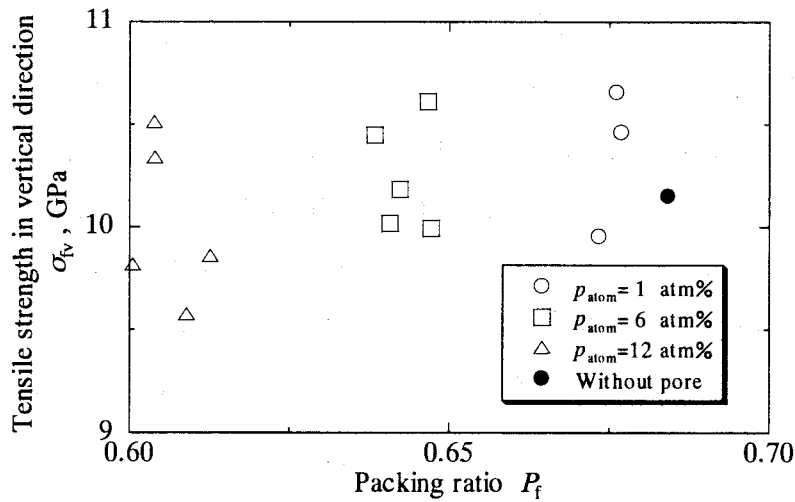 Tensile strength in vertical direction
σfv , GPa
11
10
9
0.60
0.65
0.70
Packing ratio Pf
patom= 1 atm%
patom= 6 atm%
patom=12 atm%
Without pore